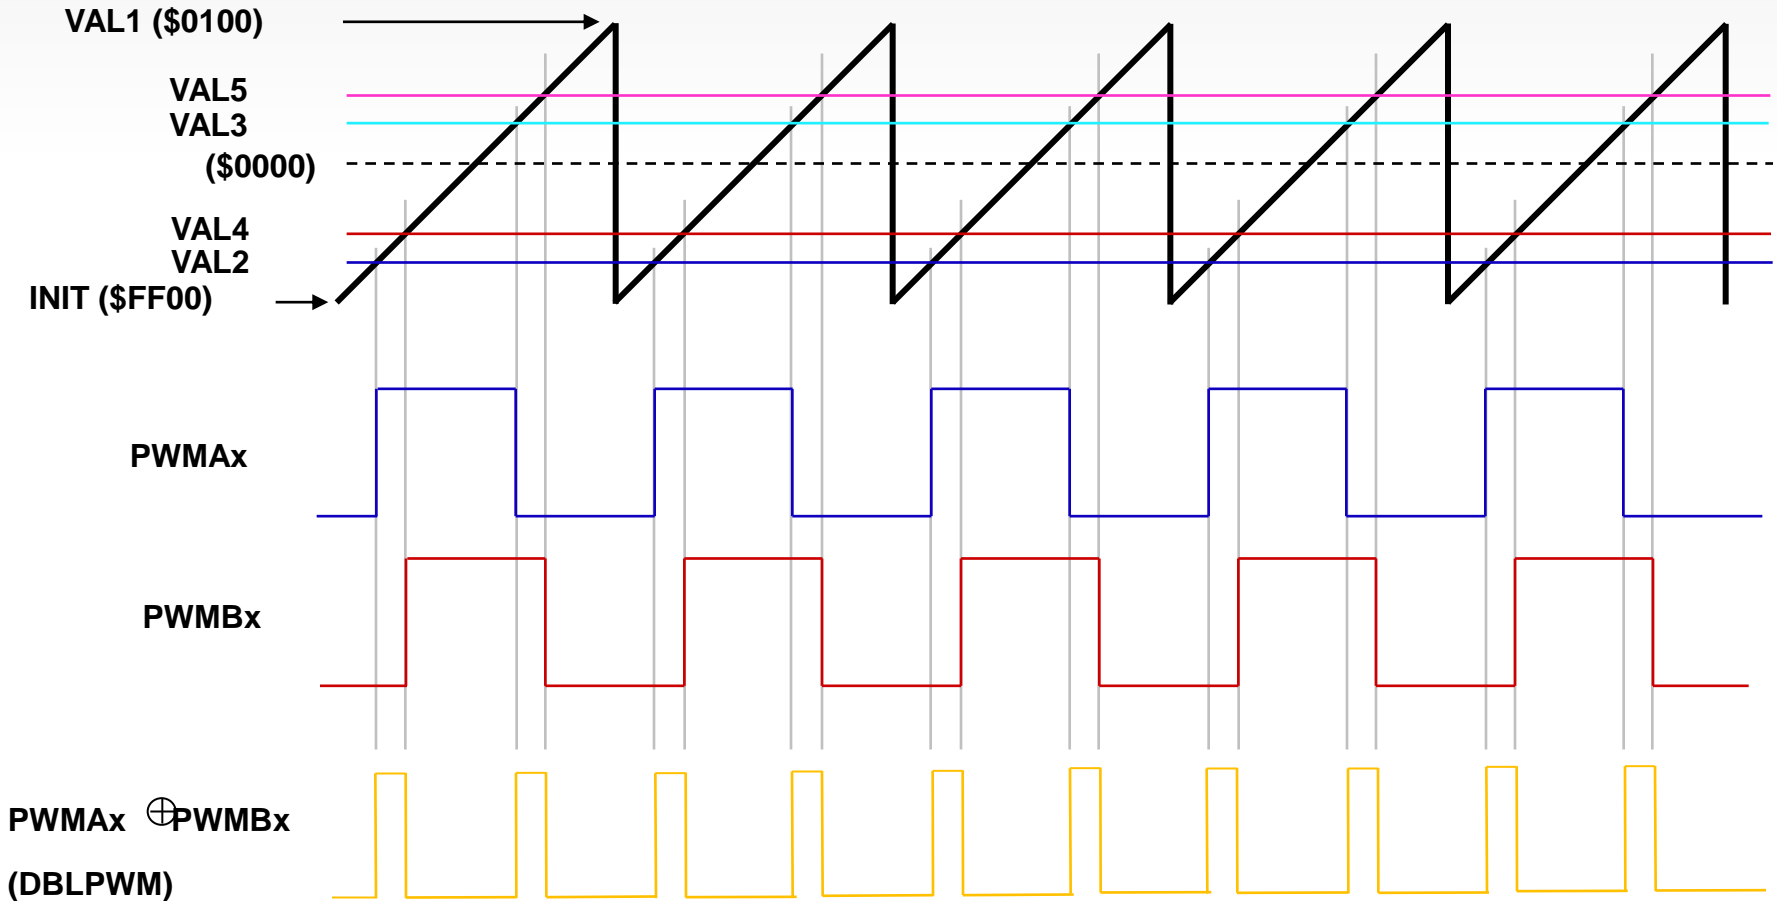 VAL1 ($0100)
VAL5
VAL3
($0000)
VAL4
VAL2
INIT ($FF00)
PWMAx
PWMBx
PWMAx ⊕ PWMBx
(DBLPWM)